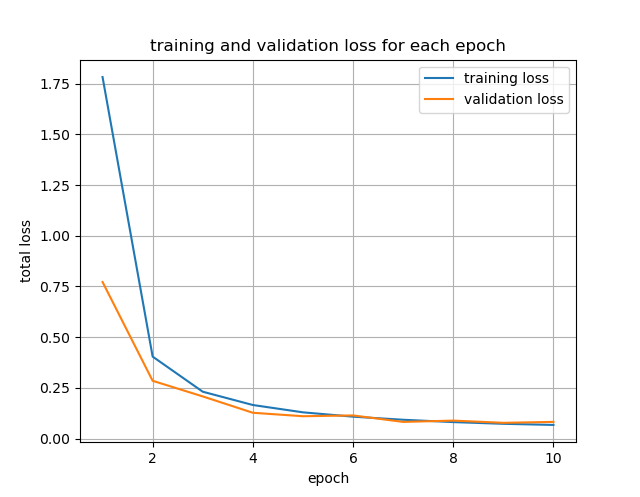 training and validation loss for each epoch
training loss
validation loss
total loss
1.75
1.50
1.25
1.00
0.75
0.50
0.25
0.00
2
4
6
8
10
epoch